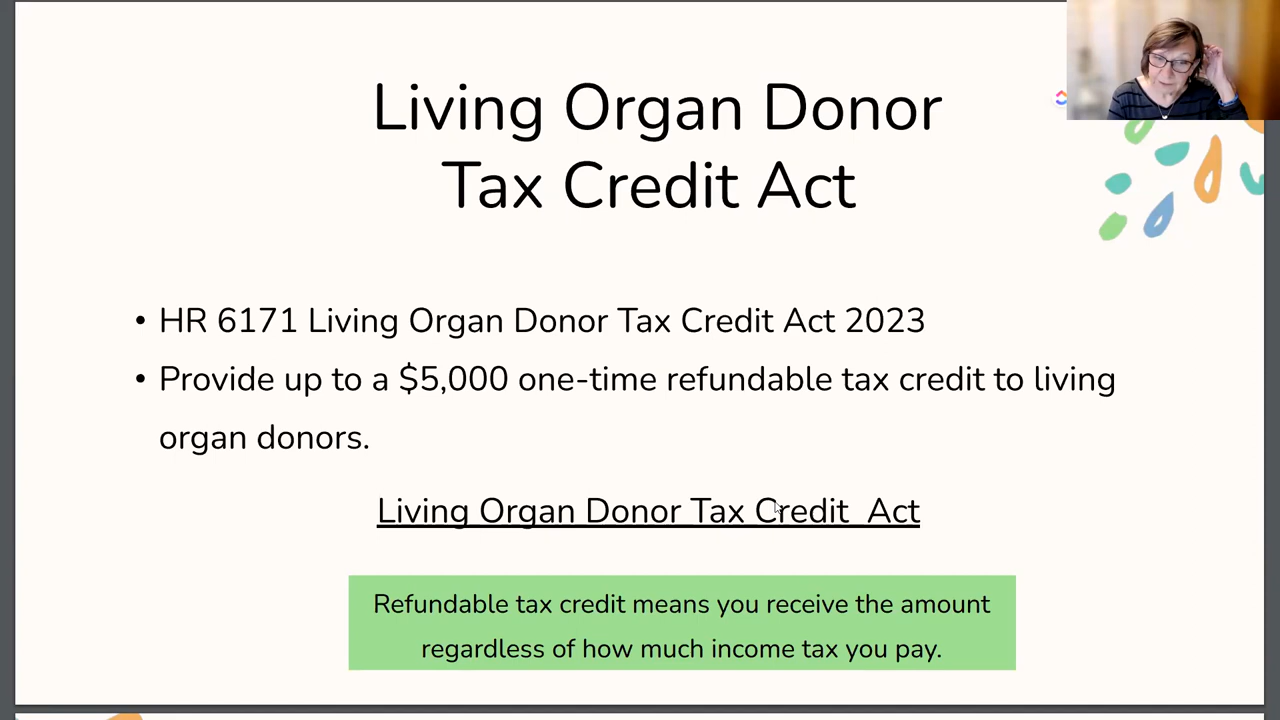 Living Organ Donor
Tax Credit Act
• HR 6171 Living Organ Donor Tax Credit Act 2023
• Provide up to a $5,000 one-time refundable tax credit to living
organ donors.
Living Organ Donor Tax Credit  Act
Refundable tax credit means you receive the amount
regardless of how much income tax you pay.